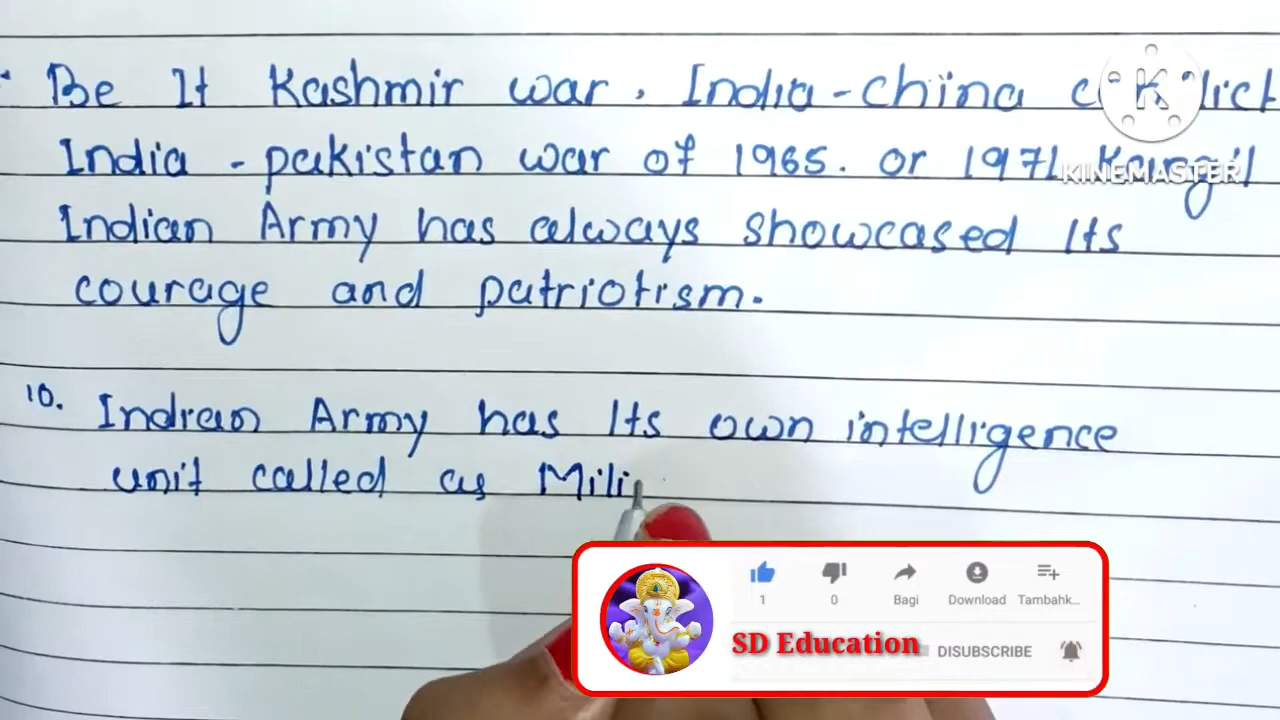 Be It Kashmir war, India-china
India - pakistan war of 1965. or 1971 Kargil
Indian Army has always showcased Its
courage and patriotism.
10. Indian Army has Its own intelligence
unit called as Mili
K
KINEMASTER
1 0 Bagi Download Tambahk...
SD Education DISUBSCRIBE